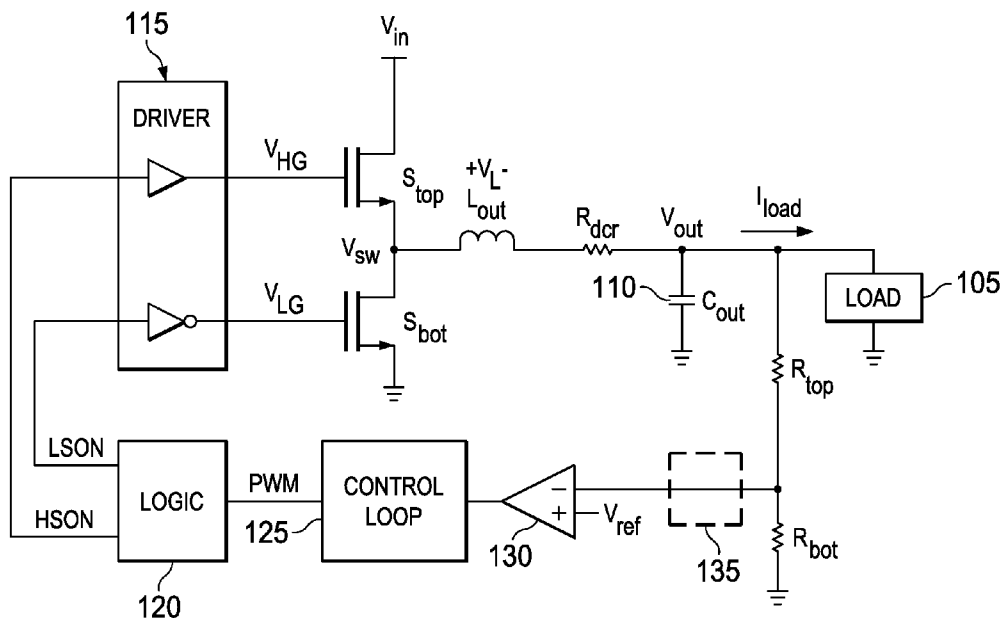 115
V_in
DRIVER
V_HG
S_top
+V_L-
L_out
R_dcr
V_out
I_load
V_sw
110
C_out
LOAD
105
V_LG
S_bot
R_top
LSON
LOGIC
PWM
CONTROL
LOOP
HSON
125
−
+
V_ref
130
135
R_bot
120